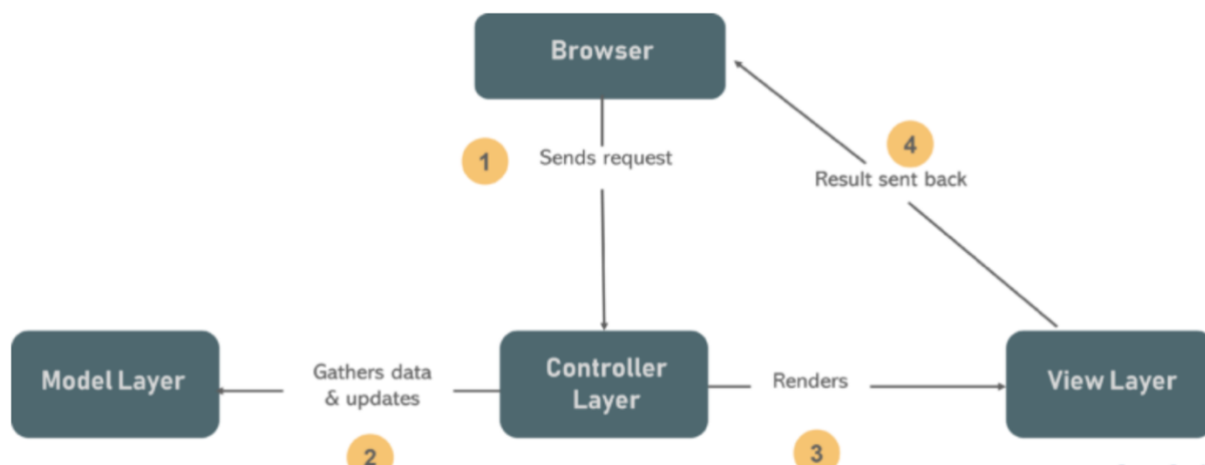 Browser
1
Sends request
4
Result sent back
Model Layer
Gathers data
& updates
2
Controller
Layer
Renders
3
View Layer